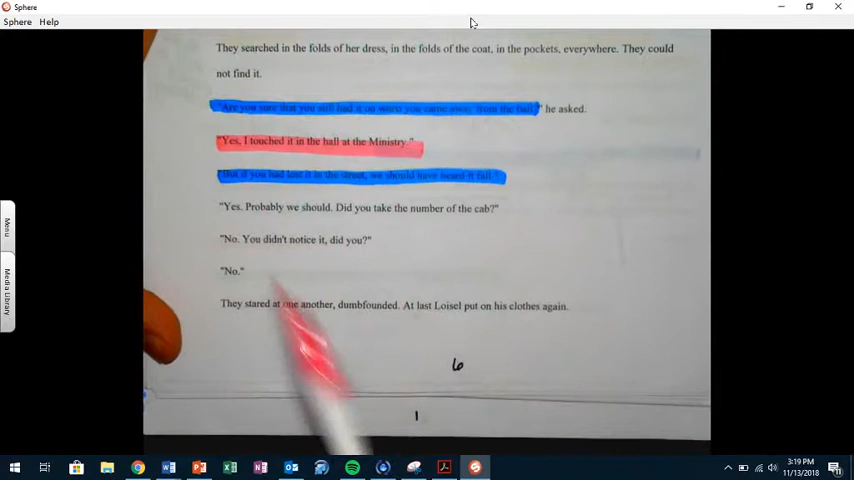 Sphere
Sphere Help
They searched in the folds of her dress, in the folds of the coat, in the pockets, everywhere. They could
not find it.
"Are you sure that you still had it on when you came away from the ball?" he asked.
"Yes, I touched it in the hall at the Ministry."
"But if you had lost it in the street, we should have heard it fall."
"Yes. Probably we should. Did you take the number of the cab?"
"No. You didn't notice it, did you?"
"No."
They stared at one another, dumbfounded. At last Loisel put on his clothes again.
6
1
Menu
Media Library
3:19 PM
11/13/2018